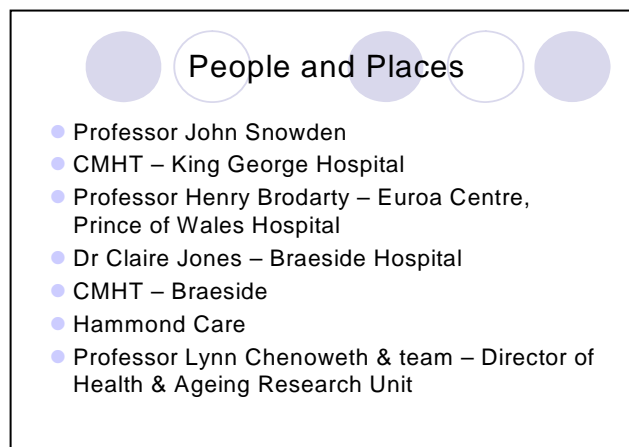 People and Places
Professor John Snowden
CMHT – King George Hospital
Professor Henry Brodarty – Euroa Centre,
Prince of Wales Hospital
Dr Claire Jones – Braeside Hospital
CMHT – Braeside
Hammond Care
Professor Lynn Chenoweth & team – Director of
Health & Ageing Research Unit